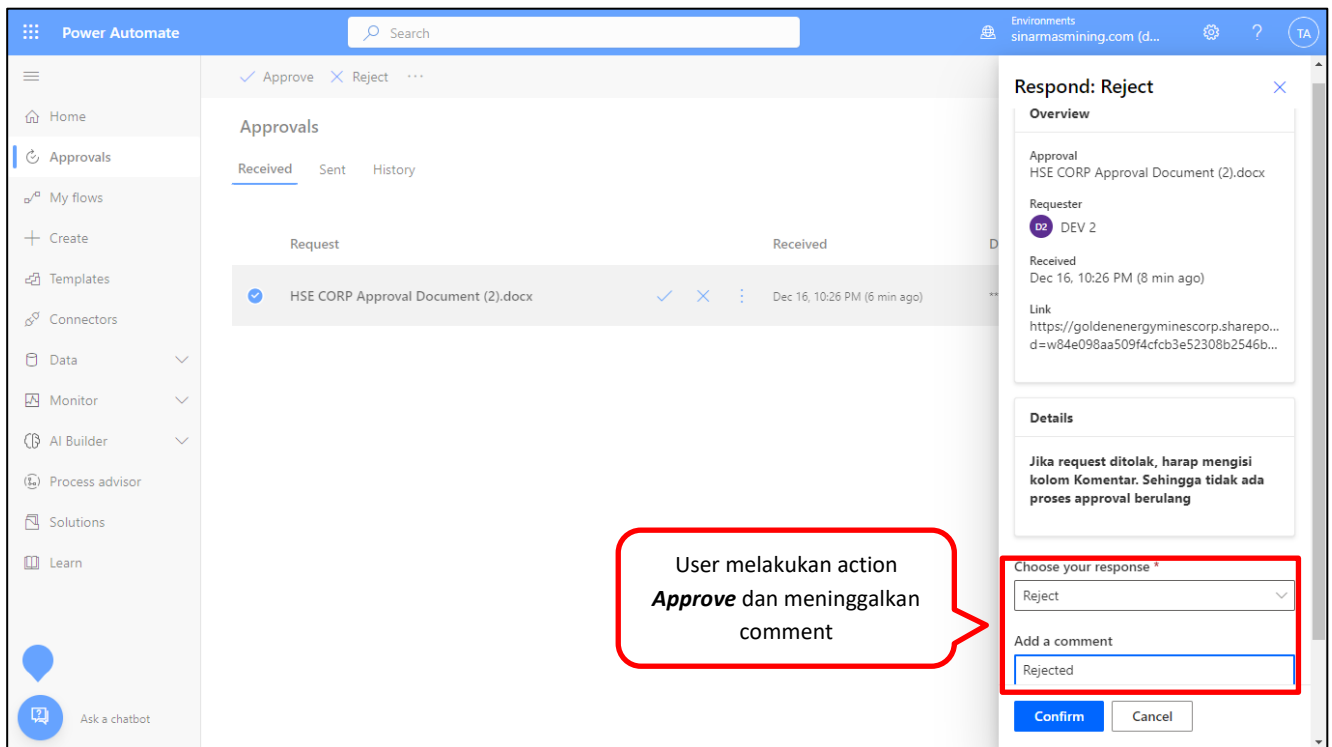 Power Automate
Search
Environments
sinarmasmining.com (d...
?
TA
Approve Reject ...
Home
Approvals
My flows
Create
Templates
Connectors
Data
Monitor
AI Builder
Process advisor
Solutions
Learn
Ask a chatbot
Approvals
Received Sent History
Request Received D
HSE CORP Approval Document (2).docx Dec 16, 10:26 PM (6 min ago) **
User melakukan action
Approve dan meninggalkan
comment
Respond: Reject
Overview
Approval
HSE CORP Approval Document (2).docx
Requester
D2 DEV 2
Received
Dec 16, 10:26 PM (8 min ago)
Link
https://goldenenergyminescorp.sharepo...
d=w84e098aa509f4cfcb3e52308b2546b...
Details
Jika request ditolak, harap mengisi
kolom Komentar. Sehingga tidak ada
proses approval berulang
Choose your response *
Reject
Add a comment
Rejected
Confirm Cancel